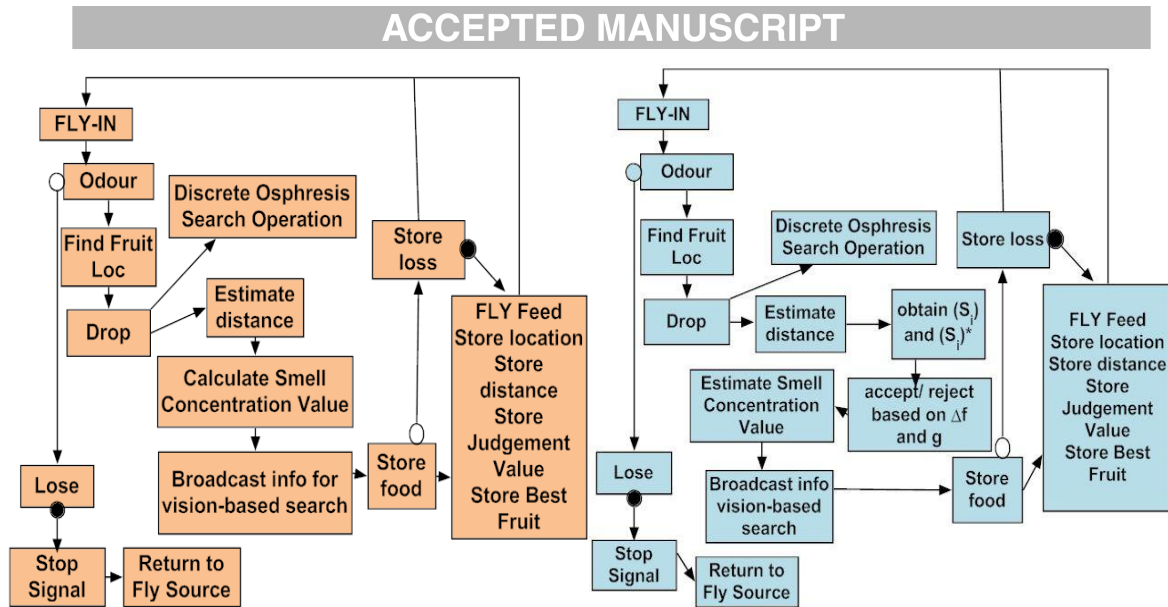 ACCEPTED MANUSCRIPT
FLY-IN
Odour
Find Fruit
Loc
Drop
Discrete Osphresis
Search Operation
Estimate
distance
Calculate Smell
Concentration Value
Broadcast info for
vision-based search
Store
food
Store
loss
FLY Feed
Store location
Store
distance
Store
Judgement
Value
Store Best
Fruit
Lose
Stop
Signal
Return to
Fly Source
FLY-IN
Odour
Find Fruit
Loc
Drop
Discrete Osphresis
Search Operation
Estimate
distance
obtain (S_i)
and (S_i)*
accept/ reject
based on Δf
and g
Estimate Smell
Concentration
Value
Broadcast info
vision-based
search
Store
food
Store loss
FLY Feed
Store location
Store distance
Store
Judgement
Value
Store Best
Fruit
Lose
Stop
Signal
Return to
Fly Source